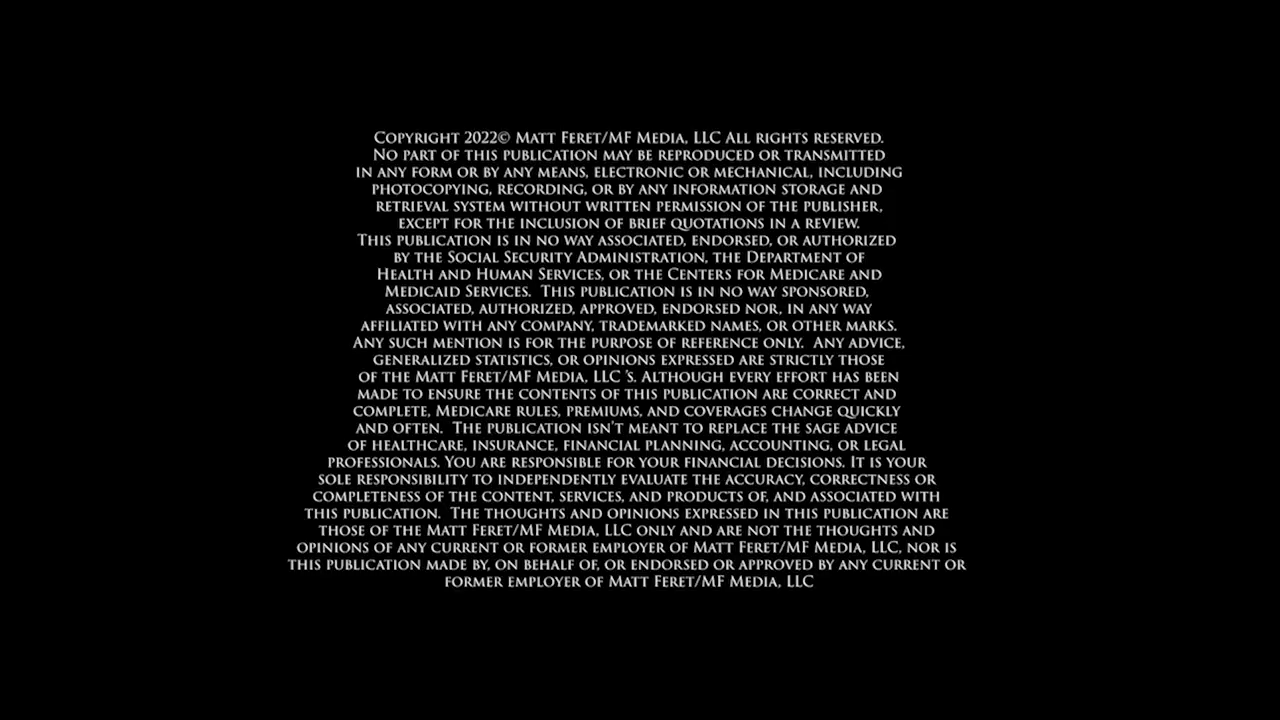 Copyright 2022© Matt Feret/MF Media, LLC All rights reserved.
No part of this publication may be reproduced or transmitted
in any form or by any means, electronic or mechanical, including
photocopying, recording, or by any information storage and
retrieval system without written permission of the publisher,
except for the inclusion of brief quotations in a review.
This publication is in no way associated, endorsed, or authorized
by the Social Security Administration, the Department of
Health and Human Services, or the Centers for Medicare and
Medicaid Services.  This publication is in no way sponsored,
associated, authorized, approved, endorsed nor, in any way
affiliated with any company, trademarked names, or other marks.
Any such mention is for the purpose of reference only.  Any advice,
generalized statistics, or opinions expressed are strictly those
of the Matt Feret/MF Media, LLC 's. Although every effort has been
made to ensure the contents of this publication are correct and
complete, Medicare rules, premiums, and coverages change quickly
and often.  The publication isn't meant to replace the sage advice
of healthcare, insurance, financial planning, accounting, or legal
professionals. You are responsible for your financial decisions. It is your
sole responsibility to independently evaluate the accuracy, correctness or
completeness of the content, services, and products of, and associated with
this publication.  The thoughts and opinions expressed in this publication are
those of the Matt Feret/MF Media, LLC only and are not the thoughts and
opinions of any current or former employer of Matt Feret/MF Media, LLC, nor is
this publication made by, on behalf of, or endorsed or approved by any current or
former employer of Matt Feret/MF Media, LLC